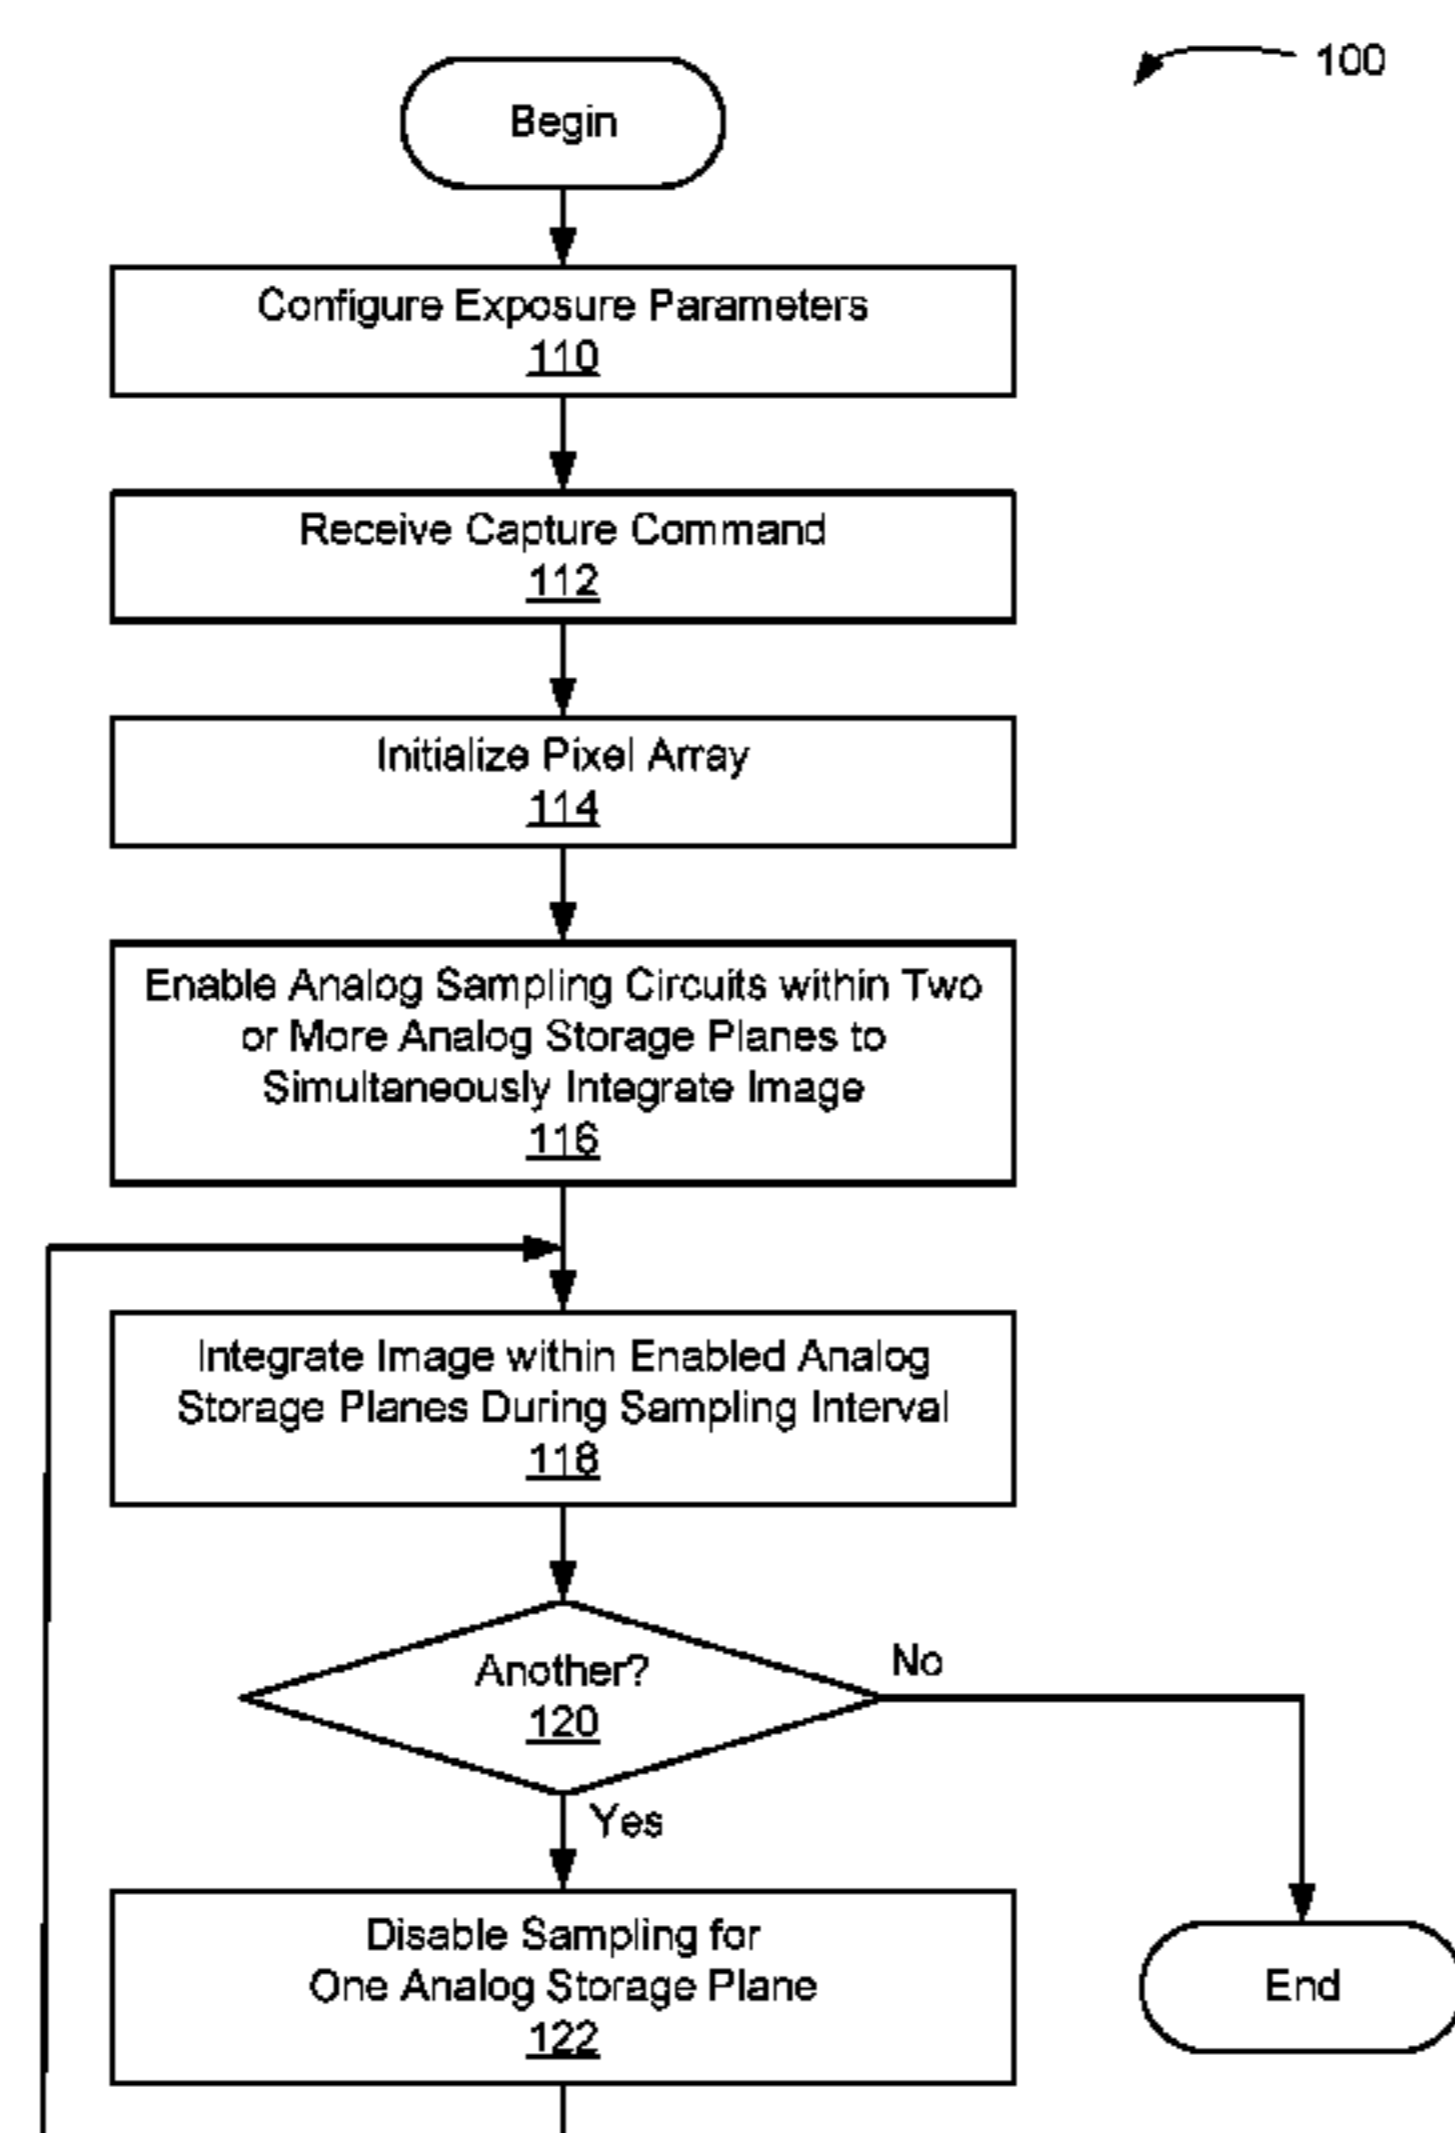 100
Begin
Configure Exposure Parameters
110
Receive Capture Command
112
Initialize Pixel Array
114
Enable Analog Sampling Circuits within Two
or More Analog Storage Planes to
Simultaneously Integrate Image
116
Integrate Image within Enabled Analog
Storage Planes During Sampling Interval
118
Another?
120
No
Yes
Disable Sampling for
One Analog Storage Plane
122
End